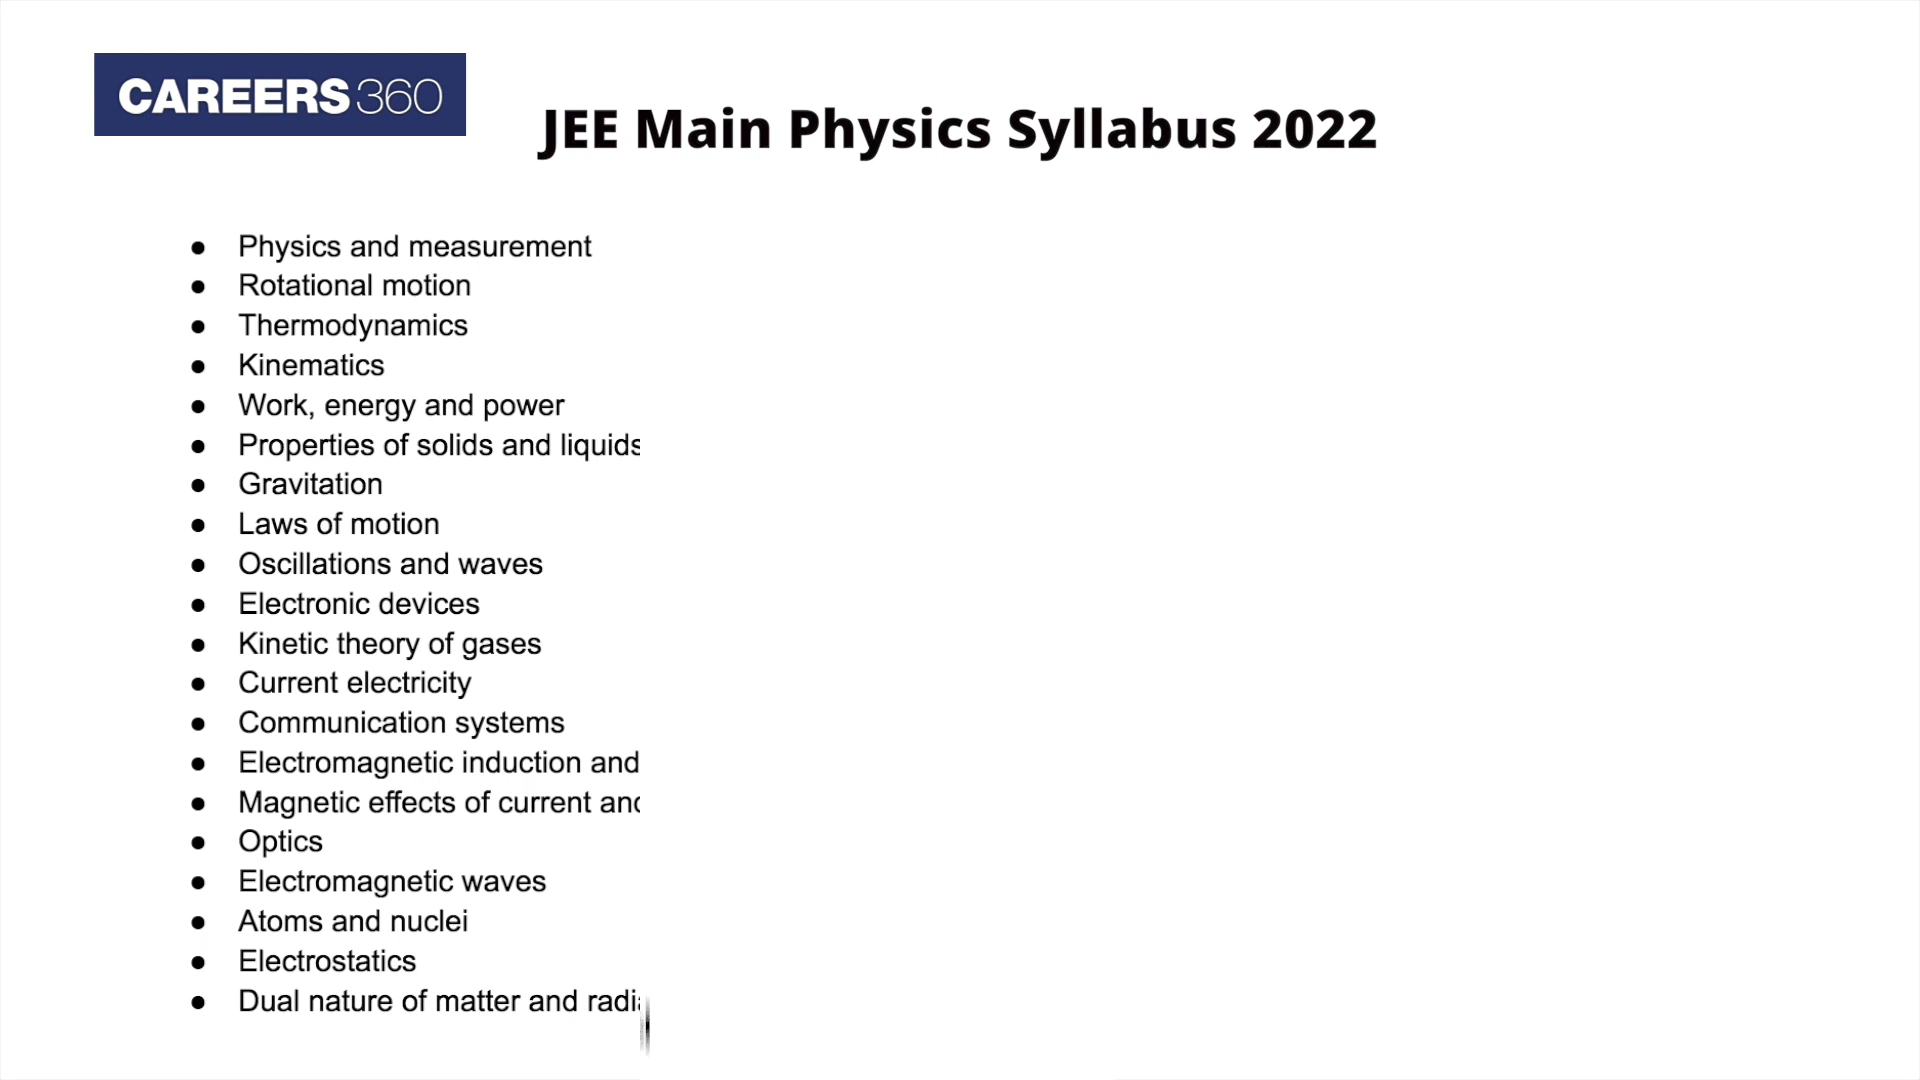 CAREERS360
JEE Main Physics Syllabus 2022
● Physics and measurement
● Rotational motion
● Thermodynamics
● Kinematics
● Work, energy and power
● Properties of solids and liquids
● Gravitation
● Laws of motion
● Oscillations and waves
● Electronic devices
● Kinetic theory of gases
● Current electricity
● Communication systems
● Electromagnetic induction and
● Magnetic effects of current and
● Optics
● Electromagnetic waves
● Atoms and nuclei
● Electrostatics
● Dual nature of matter and